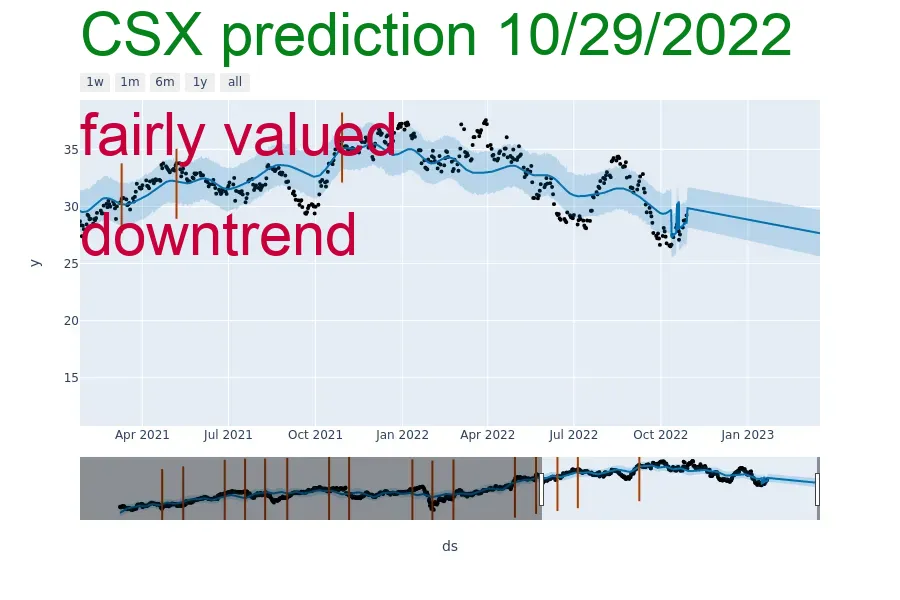 CSX prediction 10/29/2022
1w 1m 6m 1y all
fairly valued
downtrend
35
30
25
20
15
y
Apr 2021 Jul 2021 Oct 2021 Jan 2022 Apr 2022 Jul 2022 Oct 2022 Jan 2023
ds